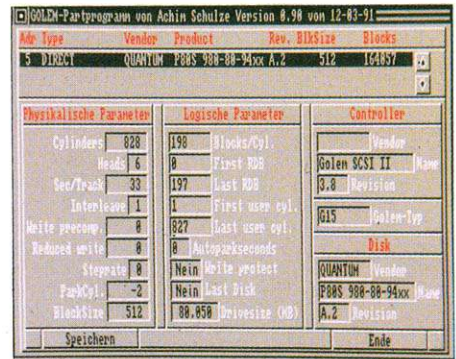 GOLEM-Partprogramm von Achim Schulze Version 0.90 vom 12-03-91
Adr Type Vendor Product Rev. BlkSize Blocks
5 DIRECT QUANTUM P80S 980-80-94xx A.2 512 164057
Physikalische Parameter
Cylinders 828
Heads 6
Sec/Track 33
Interleave 1
Write precomp. 0
Reduced write 0
Steprate 0
ParkCyl. -2
BlockSize 512
Logische Parameter
198 Blocks/Cyl.
0 First RDB
197 Last RDB
1 First user cyl.
827 Last user cyl.
0 Autoparkseconds
Nein Write protect
Nein Last Disk
80.050 Drivesize (KB)
Controller
Vendor
Golem SCSI II Name
3.8 Revision
G15 Golem-Typ
Disk
QUANTUM Vendor
P80S 980-80-94xx Name
A.2 Revision
Speichern
Ende